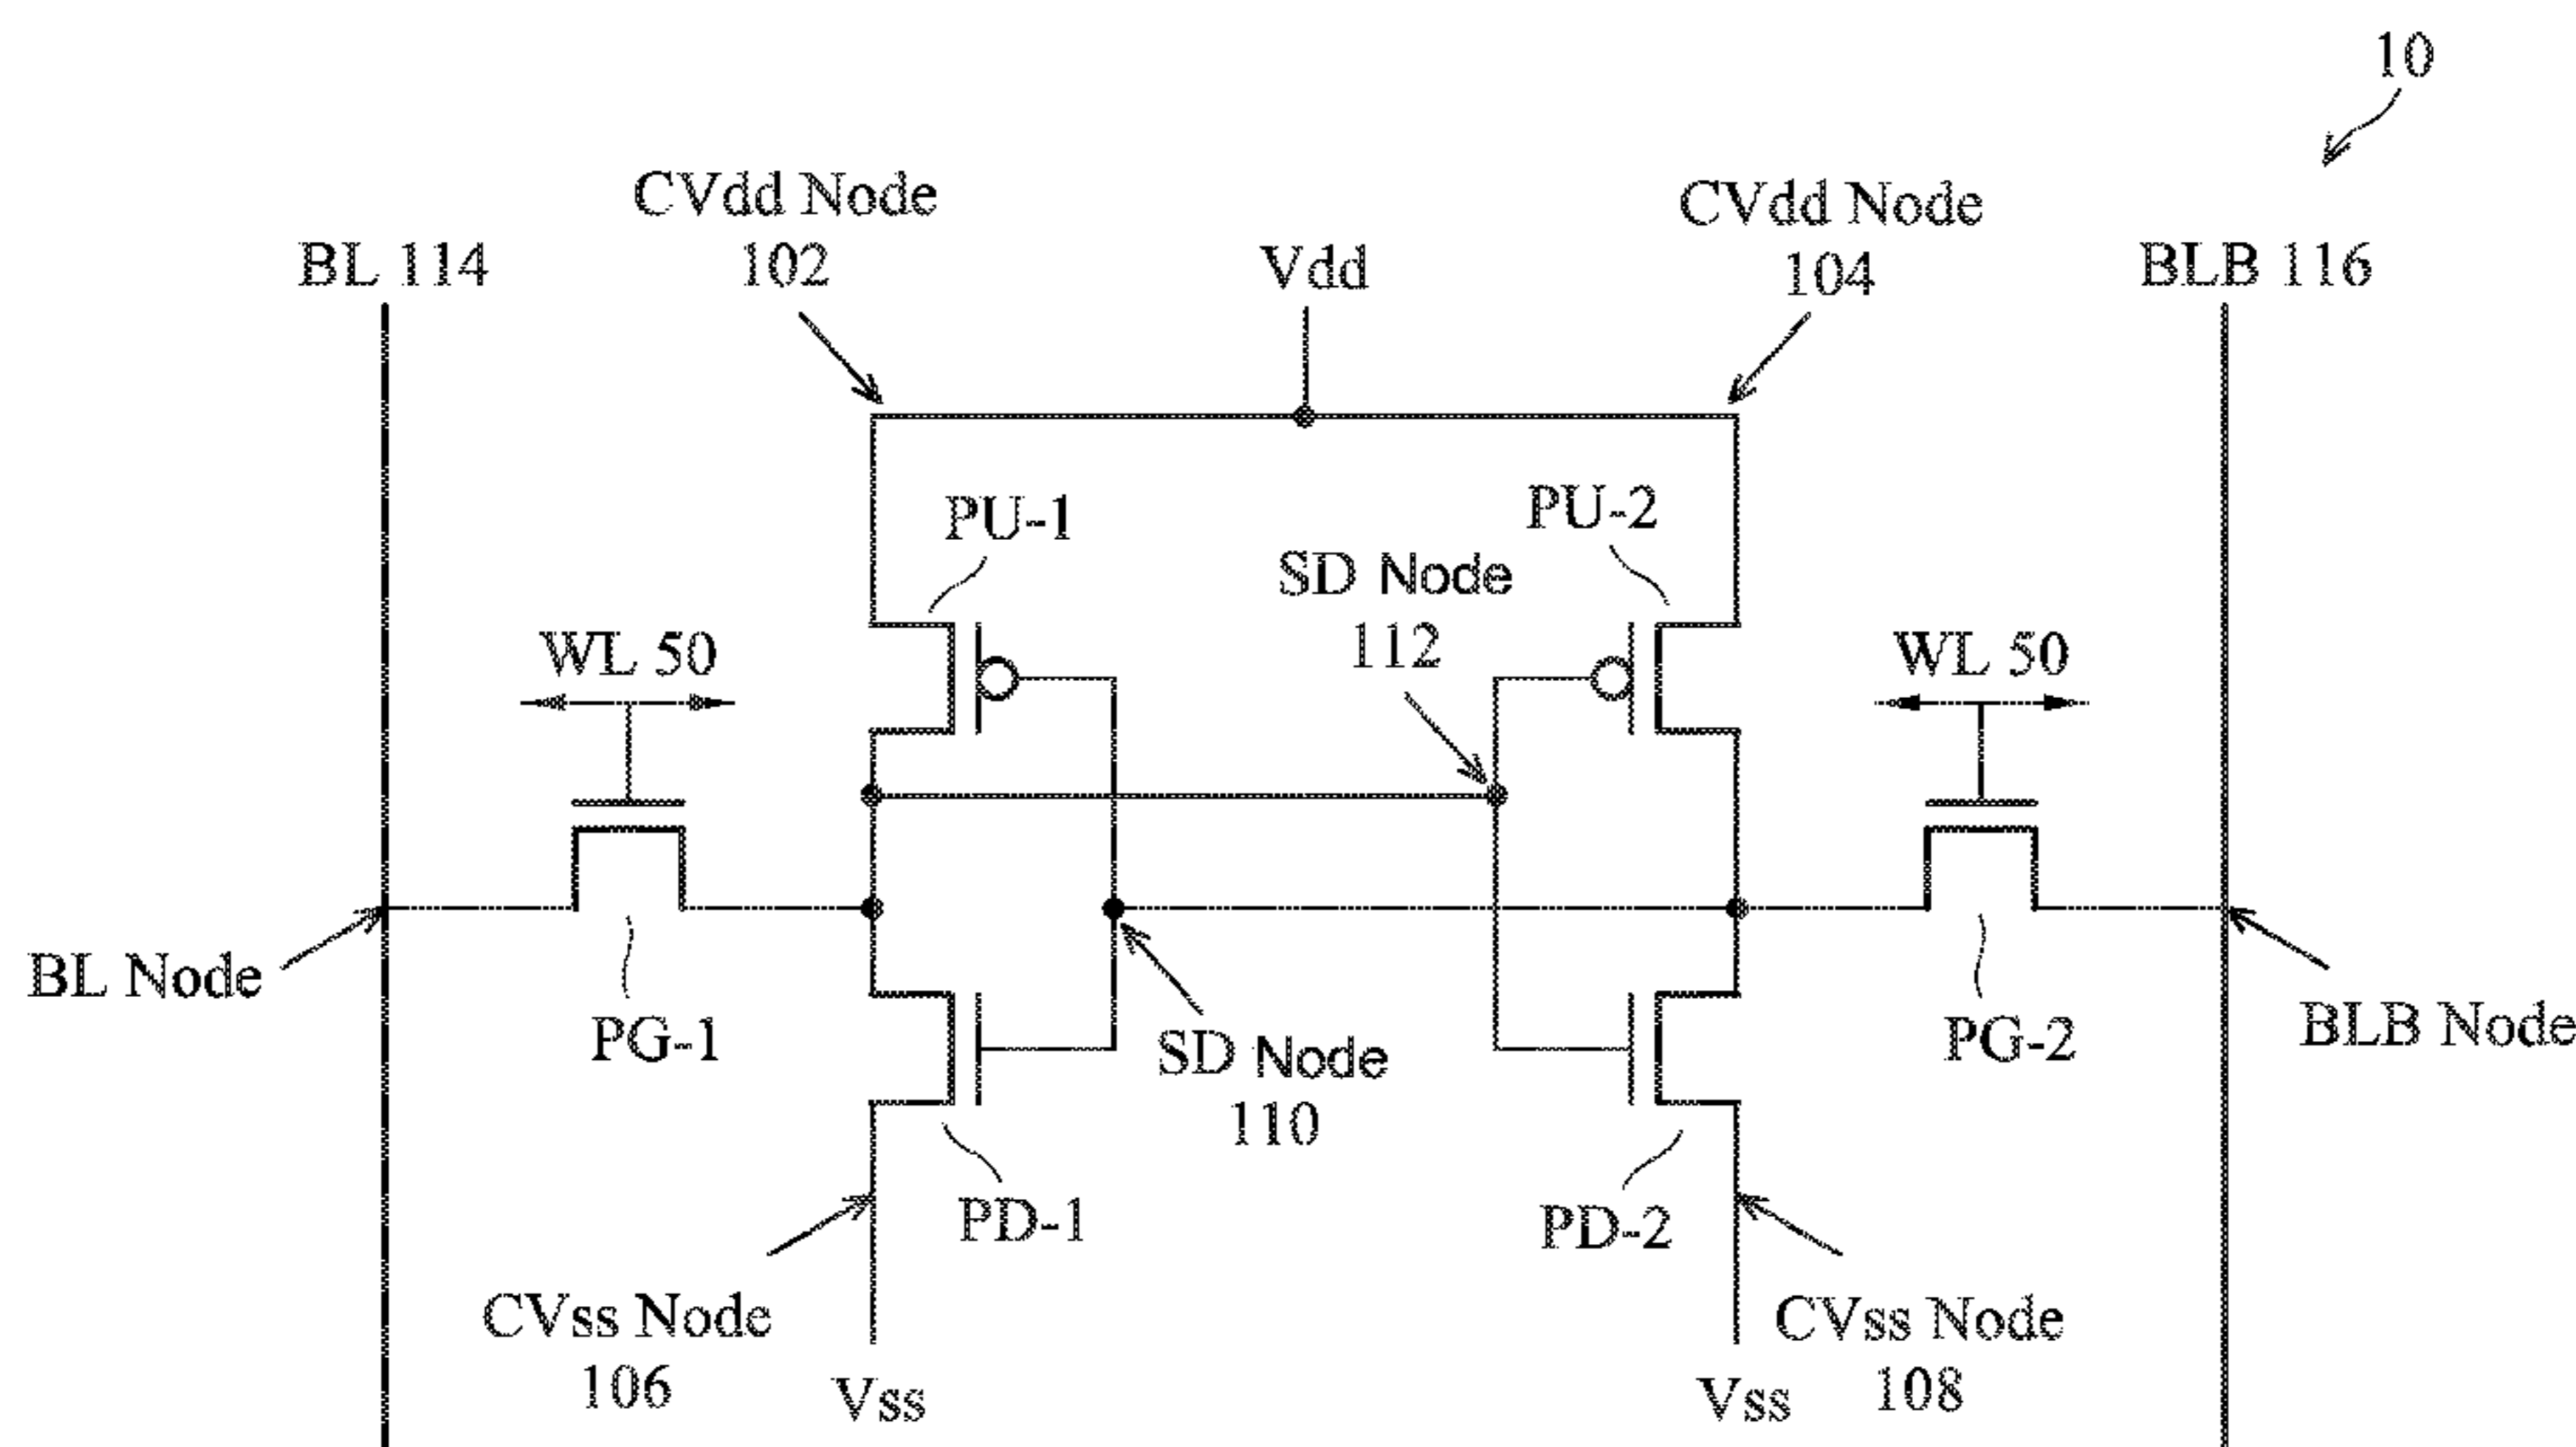 10
CVdd Node
102
CVdd Node
104
BL 114
Vdd
BLB 116
PU-1
PU-2
SD Node
112
WL 50
WL 50
BL Node
PG-1
SD Node
110
PG-2
BLB Node
PD-1
PD-2
CVss Node
106
Vss
Vss
CVss Node
108